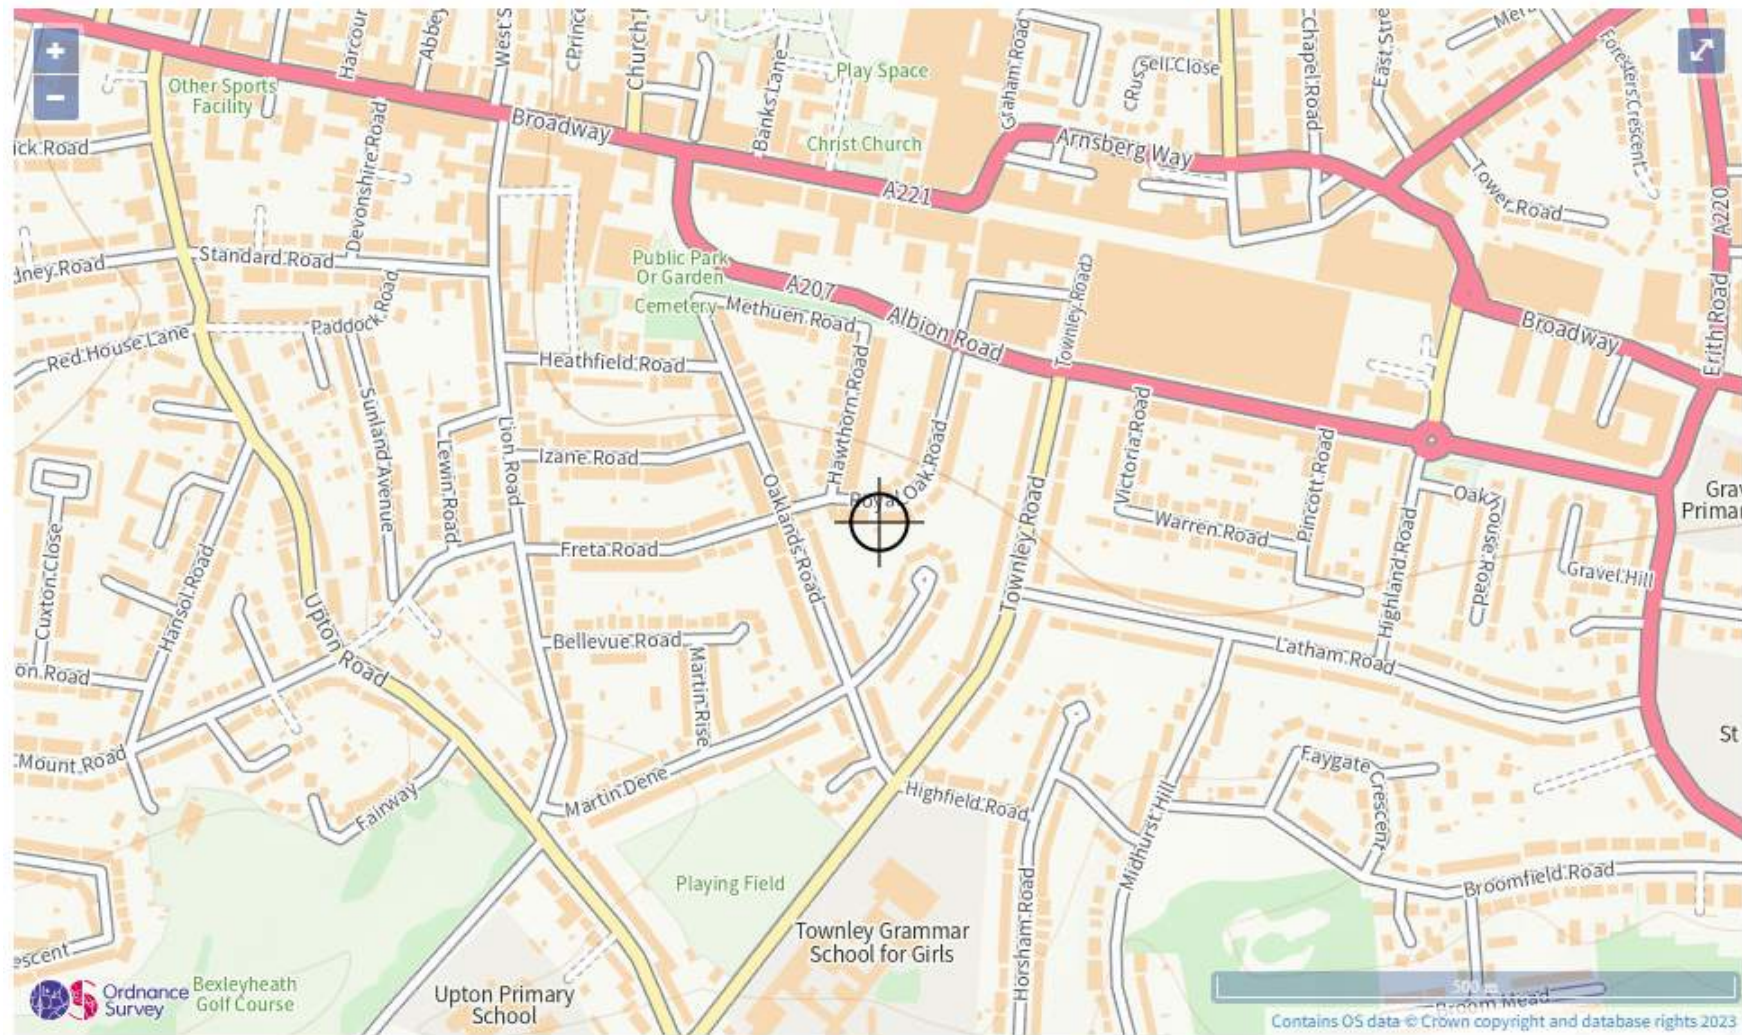 +
−
Harcour
Abbey
West S
Prince
Church
Banks Lane
Play Space
Graham Road
Russell Close
Chapel Road
East Stre
Mera
Foresters Crescent
Other Sports
Facility
Broadway
Christ Church
Arnsberg Way
A221
Tower Road
A220
Erith Road
ick Road
Devonshire Road
dney Road
Standard Road
Public Park
Or Garden
Cemetery
Methuen Road
A207
Albion Road
Townley Road
Broadway
Red House Lane
Paddock Road
Heathfield Road
Hawthorn Road
Sunland Avenue
Lewin Road
Lion Road
Izane Road
Oaklands Road
Royal Oak Road
Victoria Road
Pincott Road
Warren Road
Highland Road
Oak House Road
Grav
Primar
Gravel Hill
Cuxton Close
Hansol Road
Freta Road
Townley Road
Upton Road
Bellevue Road
Martin Rise
Latham Road
on Road
Mount Road
Fairway
Martin Dene
Highfield Road
Midhurst Hill
Faygate Crescent
St
Playing Field
Broomfield Road
Townley Grammar
School for Girls
Horsham Road
escent
Ordnance
Survey
Bexleyheath
Golf Course
Upton Primary
School
500 m
Broom Mead
Contains OS data © Crown copyright and database rights 2023